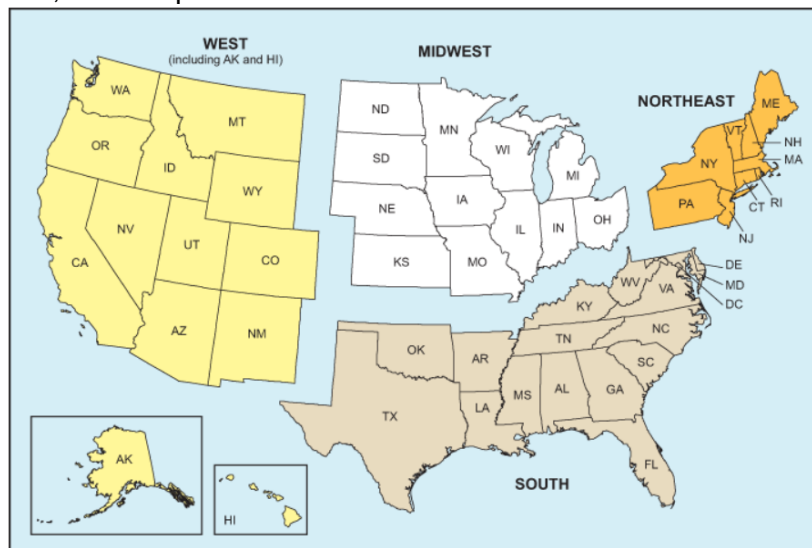 WEST
(including AK and HI)
MIDWEST
NORTHEAST
WA
MT
OR
ID
WY
NV
UT
CO
CA
AZ
NM
ND
MN
SD
WI
MI
NE
IA
IL
IN
OH
KS
MO
ME
VT
NH
NY
MA
PA
CT
RI
NJ
DE
MD
DC
WV
VA
KY
NC
TN
OK
AR
SC
MS
AL
GA
TX
LA
FL
SOUTH
AK
HI